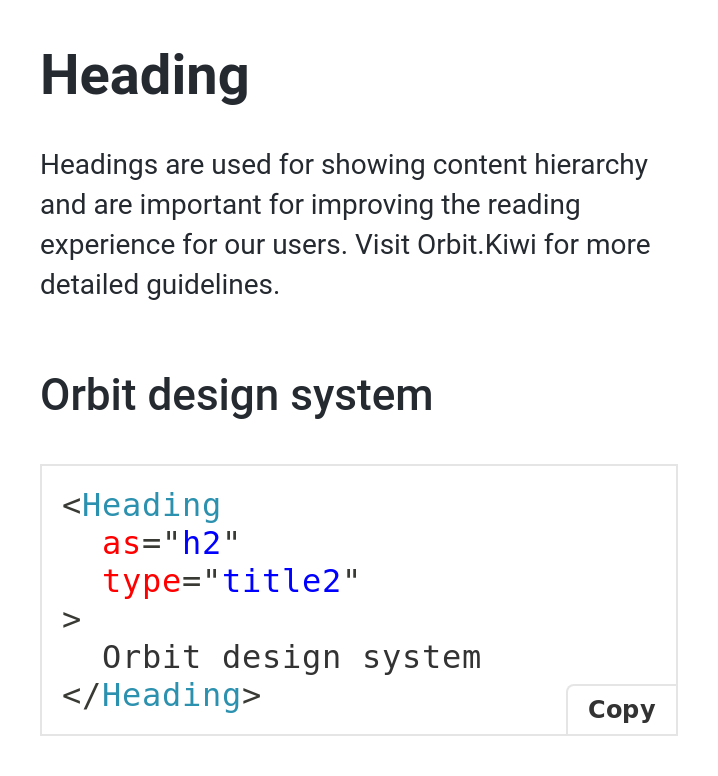 Heading
Headings are used for showing content hierarchy
and are important for improving the reading
experience for our users. Visit Orbit.Kiwi for more
detailed guidelines.
Orbit design system
<Heading
  as="h2"
  type="title2"
>
  Orbit design system
</Heading>
Copy